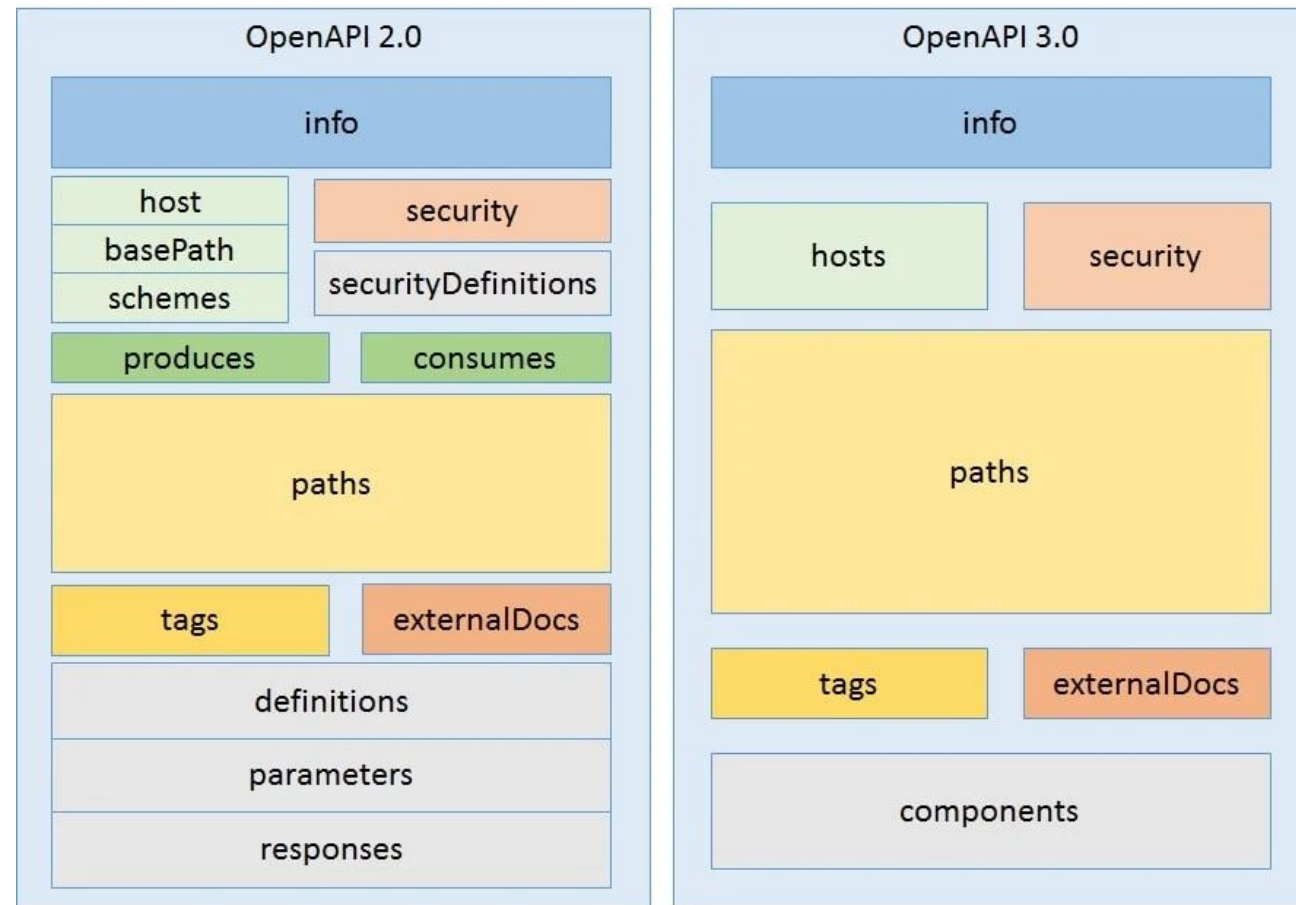 OpenAPI 2.0
info
host
basePath
schemes
security
securityDefinitions
produces
consumes
paths
tags
externalDocs
definitions
parameters
responses
OpenAPI 3.0
info
hosts
security
paths
tags
externalDocs
components